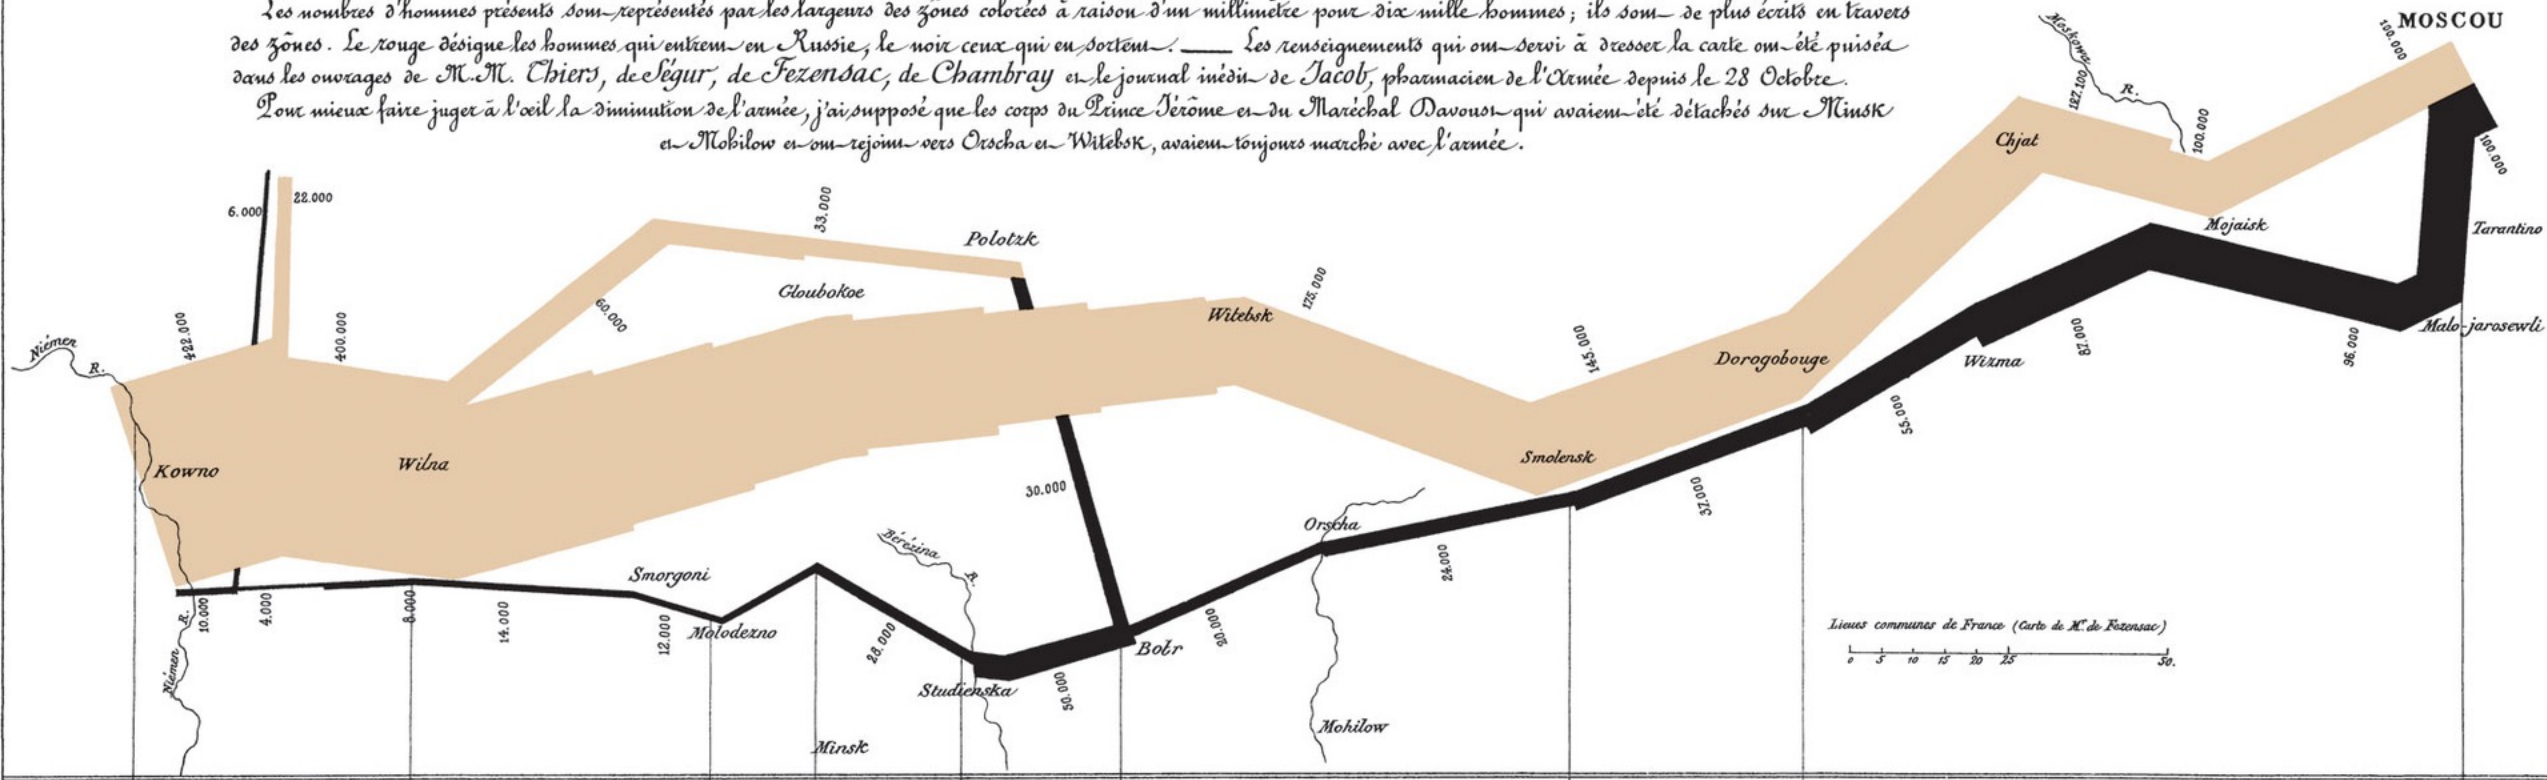 Les nombres d'hommes présents sont représentés par les largeurs des zônes colorées à raison d'un millimètre pour dix mille hommes; ils sont de plus écrits en travers
des zônes. Le rouge désigne les hommes qui entrent en Russie, le noir ceux qui en sortent. — Les renseignements qui ont servi à dresser la carte ont été puisés
dans les ouvrages de M.M. Thiers, de Ségur, de Fezensac, de Chambray et le journal inédit de Jacob, pharmacien de l'Armée depuis le 28 Octobre.
Pour mieux faire juger à l'œil la diminution de l'armée, j'ai supposé que les corps du Prince Jérôme et du Maréchal Davoust qui avaient été détachés sur Minsk
et Mohilow et ont rejoint vers Orscha et Witebsk, avaient toujours marché avec l'armée.
MOSCOU
100.000
Moskowa
R.
127.100
100.000
Chjat
100.000
Mojaisk
Tarantino
22.000
6.000
33.000
Polotzk
Gloubokoe
60.000
175.000
Witebsk
422.000
400.000
Niémen
R.
145.000
Dorogobouge
Wizma
82.000
96.000
Malo-jarosewli
55.000
Kowno
Wilna
Smolensk
37.000
30.000
Orscha
24.000
Bérézina
R.
Smorgoni
Molodezno
10.000
4.000
8.000
14.000
12.000
28.000
R.
Niémen
Studienska
50.000
Bobr
20.000
Mohilow
Minsk
Lieues communes de France (Carte de Mr. de Fezensac)
0 5 10 15 20 25 50.